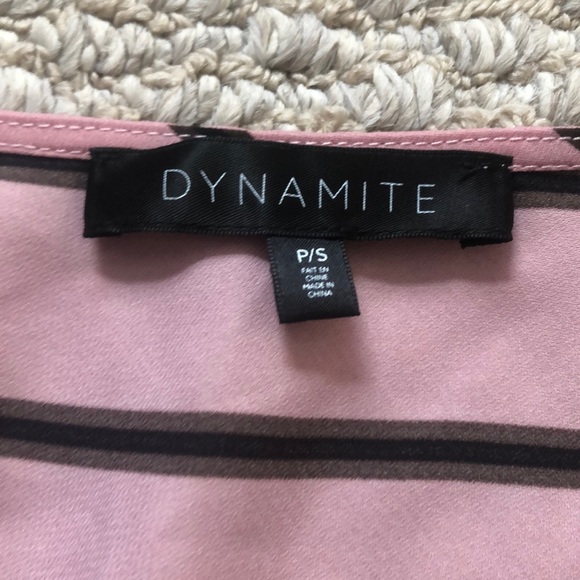 DYNAMITE
P/S
FAIT EN
CHINE
MADE IN
CHINA